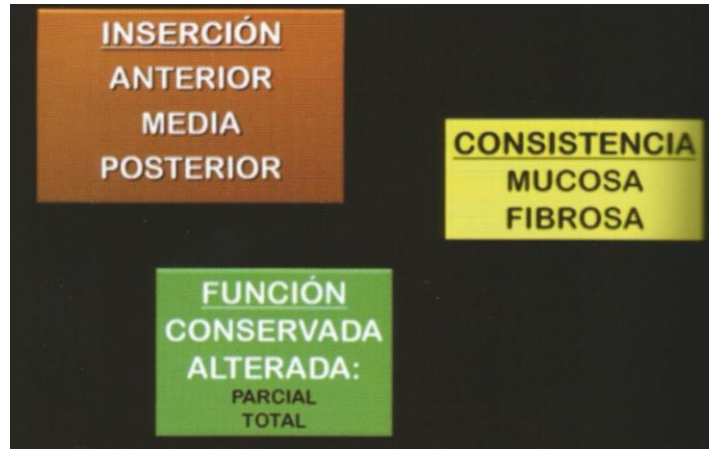 INSERCIÓN
ANTERIOR
MEDIA
POSTERIOR
CONSISTENCIA
MUCOSA
FIBROSA
FUNCIÓN
CONSERVADA
ALTERADA:
PARCIAL
TOTAL